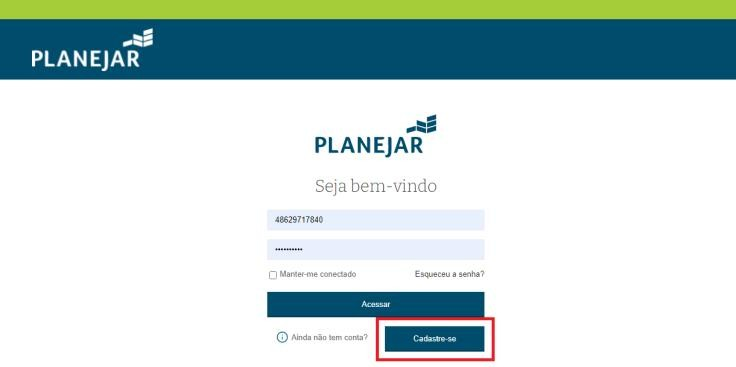 PLANEJAR
PLANEJAR
Seja bem-vindo
48629717840
••••••••••
Manter-me conectado Esqueceu a senha?
Acessar
Ainda não tem conta? Cadastre-se